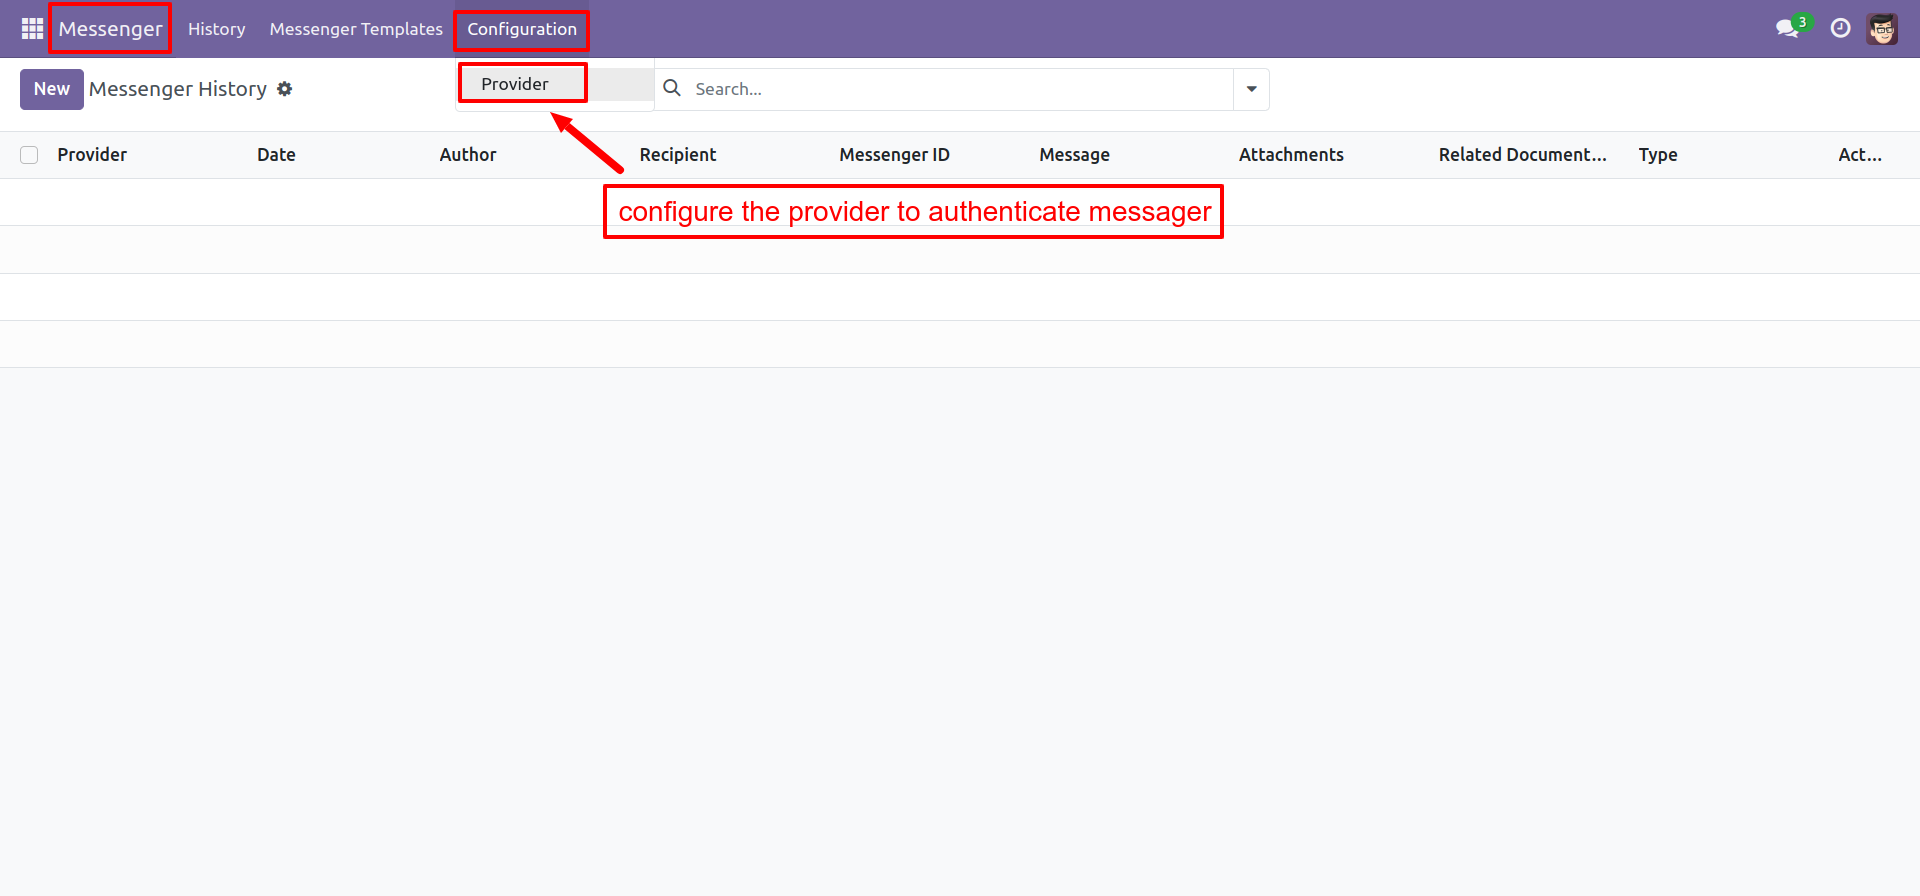 Messenger History Messenger Templates Configuration 3
New Messenger History Provider Search...
Provider Date Author Recipient Messenger ID Message Attachments Related Document... Type Act...
configure the provider to authenticate messager